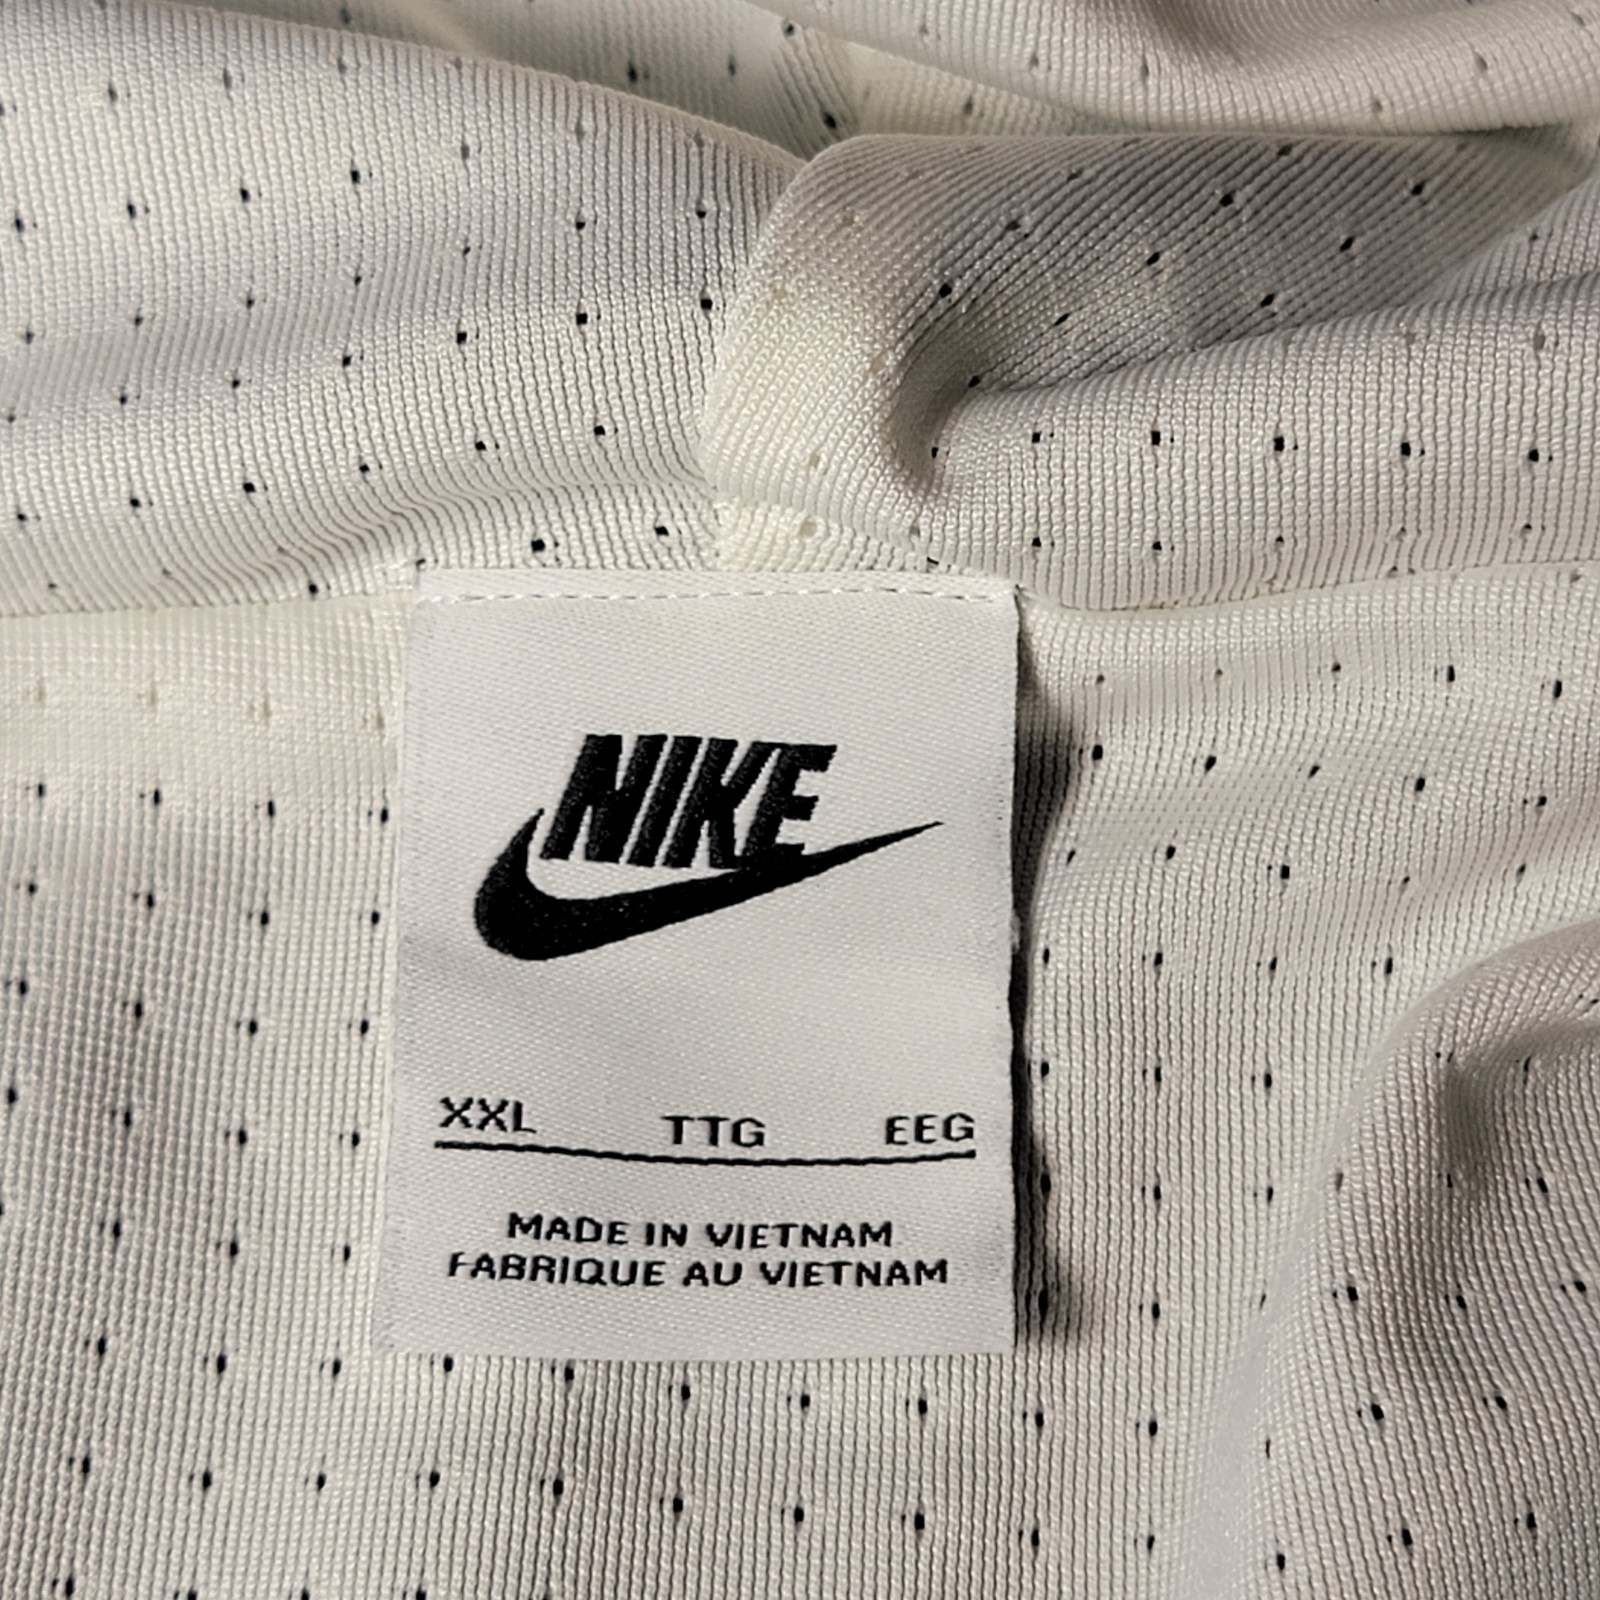 NIKE
XXL TTG EEG
MADE IN VIETNAM
FABRIQUE AU VIETNAM